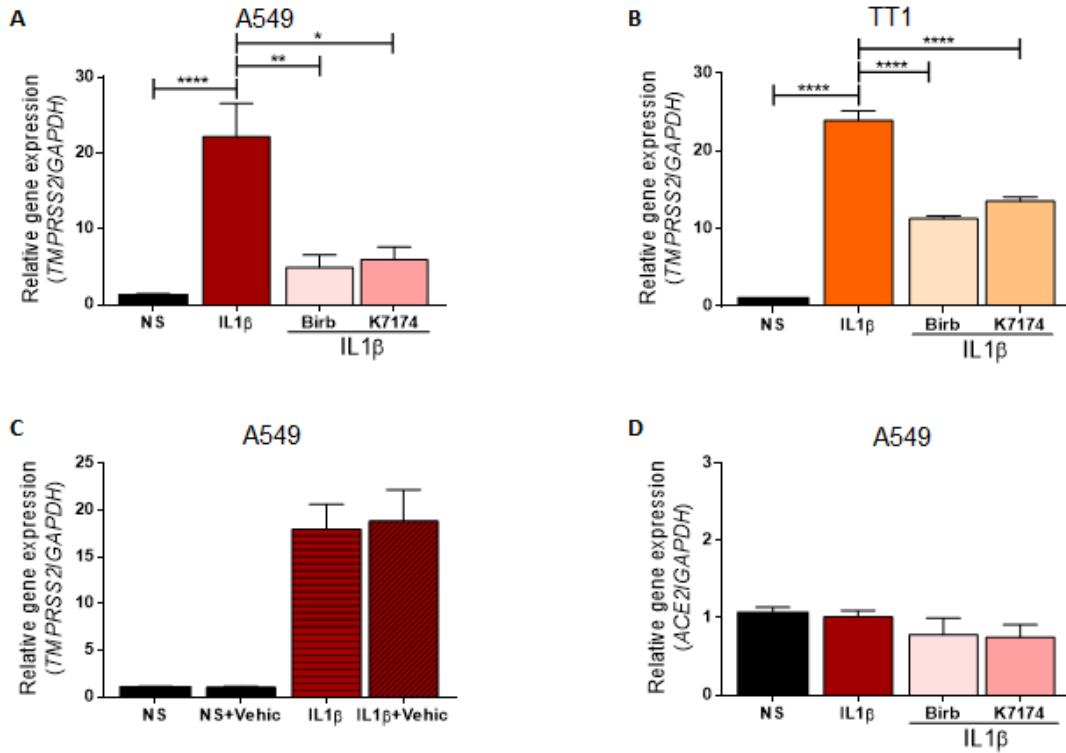 A
A549
*
**
****
Relative gene expression
(TMPRSS2/GAPDH)
30
20
10
0
NS
IL1β
Birb
K7174
IL1β
B
TT1
****
****
****
Relative gene expression
(TMPRSS2/GAPDH)
30
20
10
0
NS
IL1β
Birb
K7174
IL1β
C
A549
Relative gene expression
(TMPRSS2/GAPDH)
25
20
15
10
5
0
NS
NS+Vehic
IL1β
IL1β+Vehic
D
A549
Relative gene expression
(ACE2/GAPDH)
3
2
1
0
NS
IL1β
Birb
K7174
IL1β